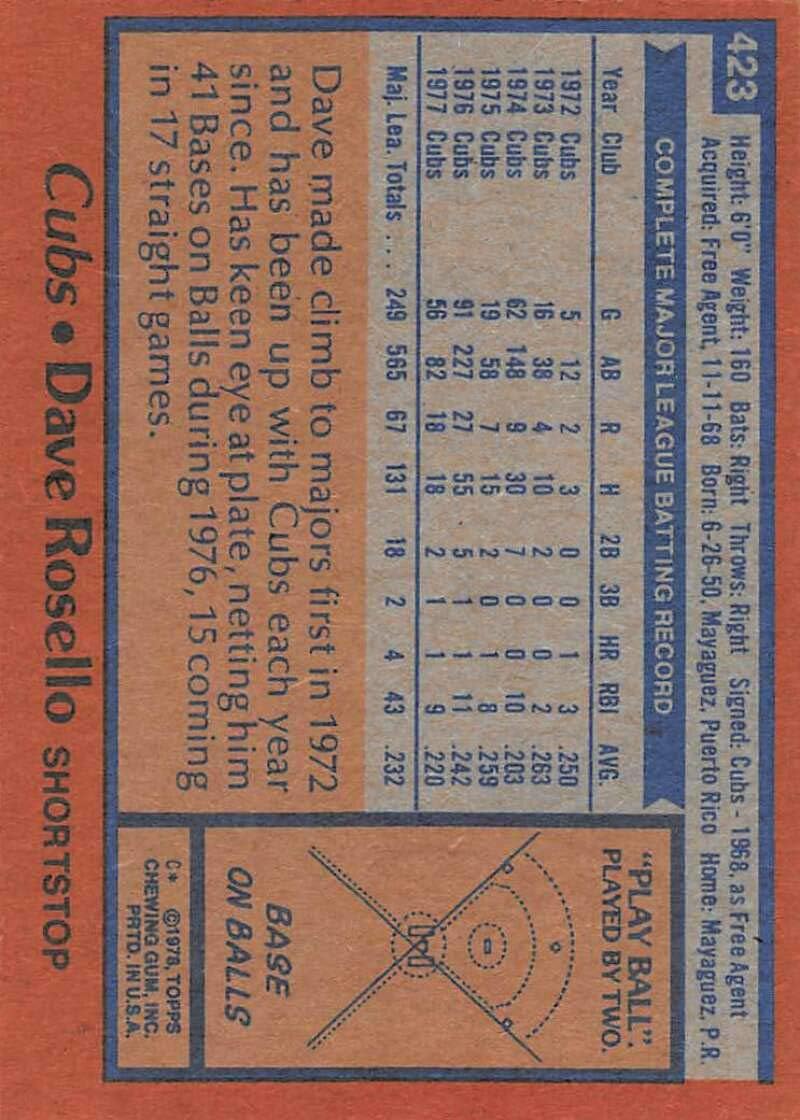 423
Height: 6'0" Weight: 160 Bats: Right Throws: Right Signed: Cubs - 1968, as Free Agent
Acquired: Free Agent, 11-11-68 Born: 6-26-50, Mayaguez, Puerto Rico Home: Mayaguez, P.R.
COMPLETE MAJOR LEAGUE BATTING RECORD
Year Club G AB R H 2B 3B HR RBI AVG.
1972 Cubs 5 12 2 3 0 0 1 3 .250
1973 Cubs 16 38 4 10 2 0 0 2 .263
1974 Cubs 62 148 9 30 7 0 0 10 .203
1975 Cubs 19 58 7 15 2 0 1 8 .259
1976 Cubs 91 227 27 55 5 1 1 11 .242
1977 Cubs 56 82 18 18 2 1 1 9 .220
Maj. Lea. Totals .... 249 565 67 131 18 2 4 43 .232
Dave made climb to majors first in 1972
and has been up with Cubs each year
since. Has keen eye at plate, netting him
41 Bases on Balls during 1976, 15 coming
in 17 straight games.
"PLAY BALL".
PLAYED BY TWO.
BASE
ON BALLS
C* ©1978, TOPPS
CHEWING GUM, INC.
PRTD. IN U.S.A.
Cubs • Dave Rosello SHORTSTOP